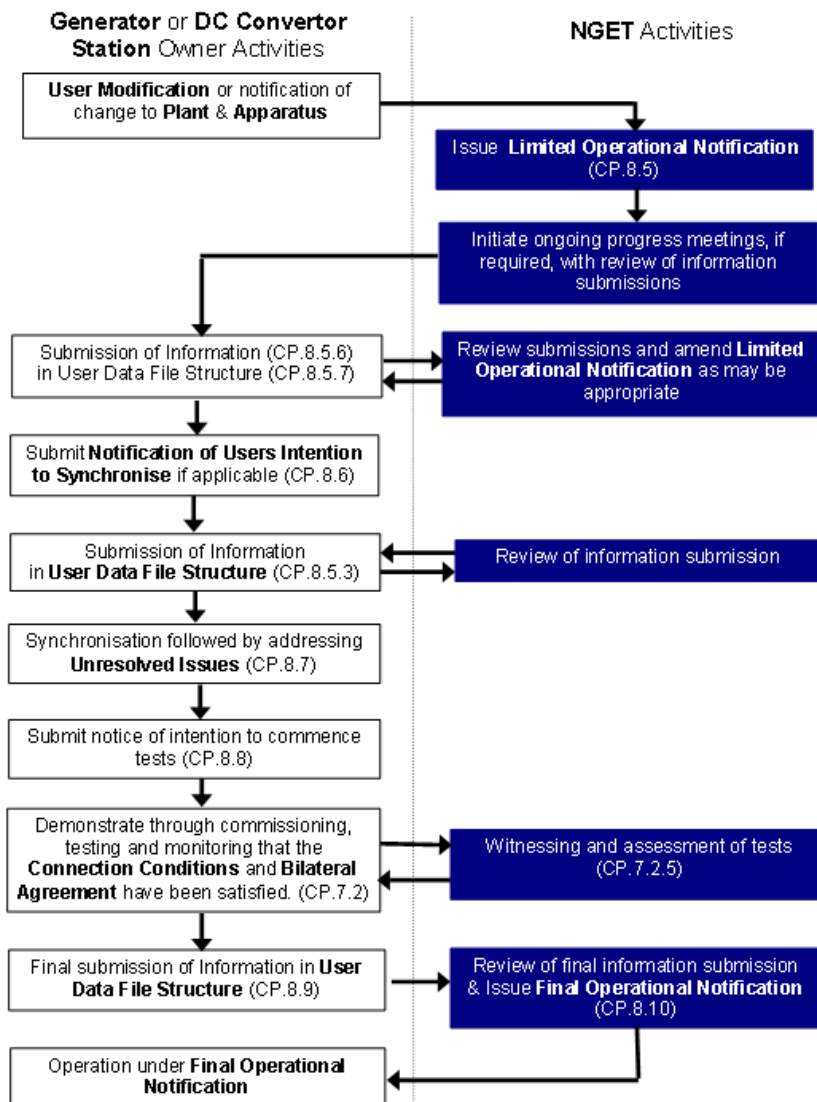 Generator or DC Convertor
Station Owner Activities
NGET Activities
User Modification or notification of
change to Plant & Apparatus
Issue Limited Operational Notification
(CP.8.5)
Initiate ongoing progress meetings, if
required, with review of information
submissions
Submission of Information (CP.8.5.6)
in User Data File Structure (CP.8.5.7)
Review submissions and amend Limited
Operational Notification as may be
appropriate
Submit Notification of Users Intention
to Synchronise if applicable (CP.8.6)
Submission of Information
in User Data File Structure (CP.8.5.3)
Review of information submission
Synchronisation followed by addressing
Unresolved Issues (CP.8.7)
Submit notice of intention to commence
tests (CP.8.8)
Demonstrate through commissioning,
testing and monitoring that the
Connection Conditions and Bilateral
Agreement have been satisfied. (CP.7.2)
Witnessing and assessment of tests
(CP.7.2.5)
Final submission of Information in User
Data File Structure (CP.8.9)
Review of final information submission
& Issue Final Operational Notification
(CP.8.10)
Operation under Final Operational
Notification